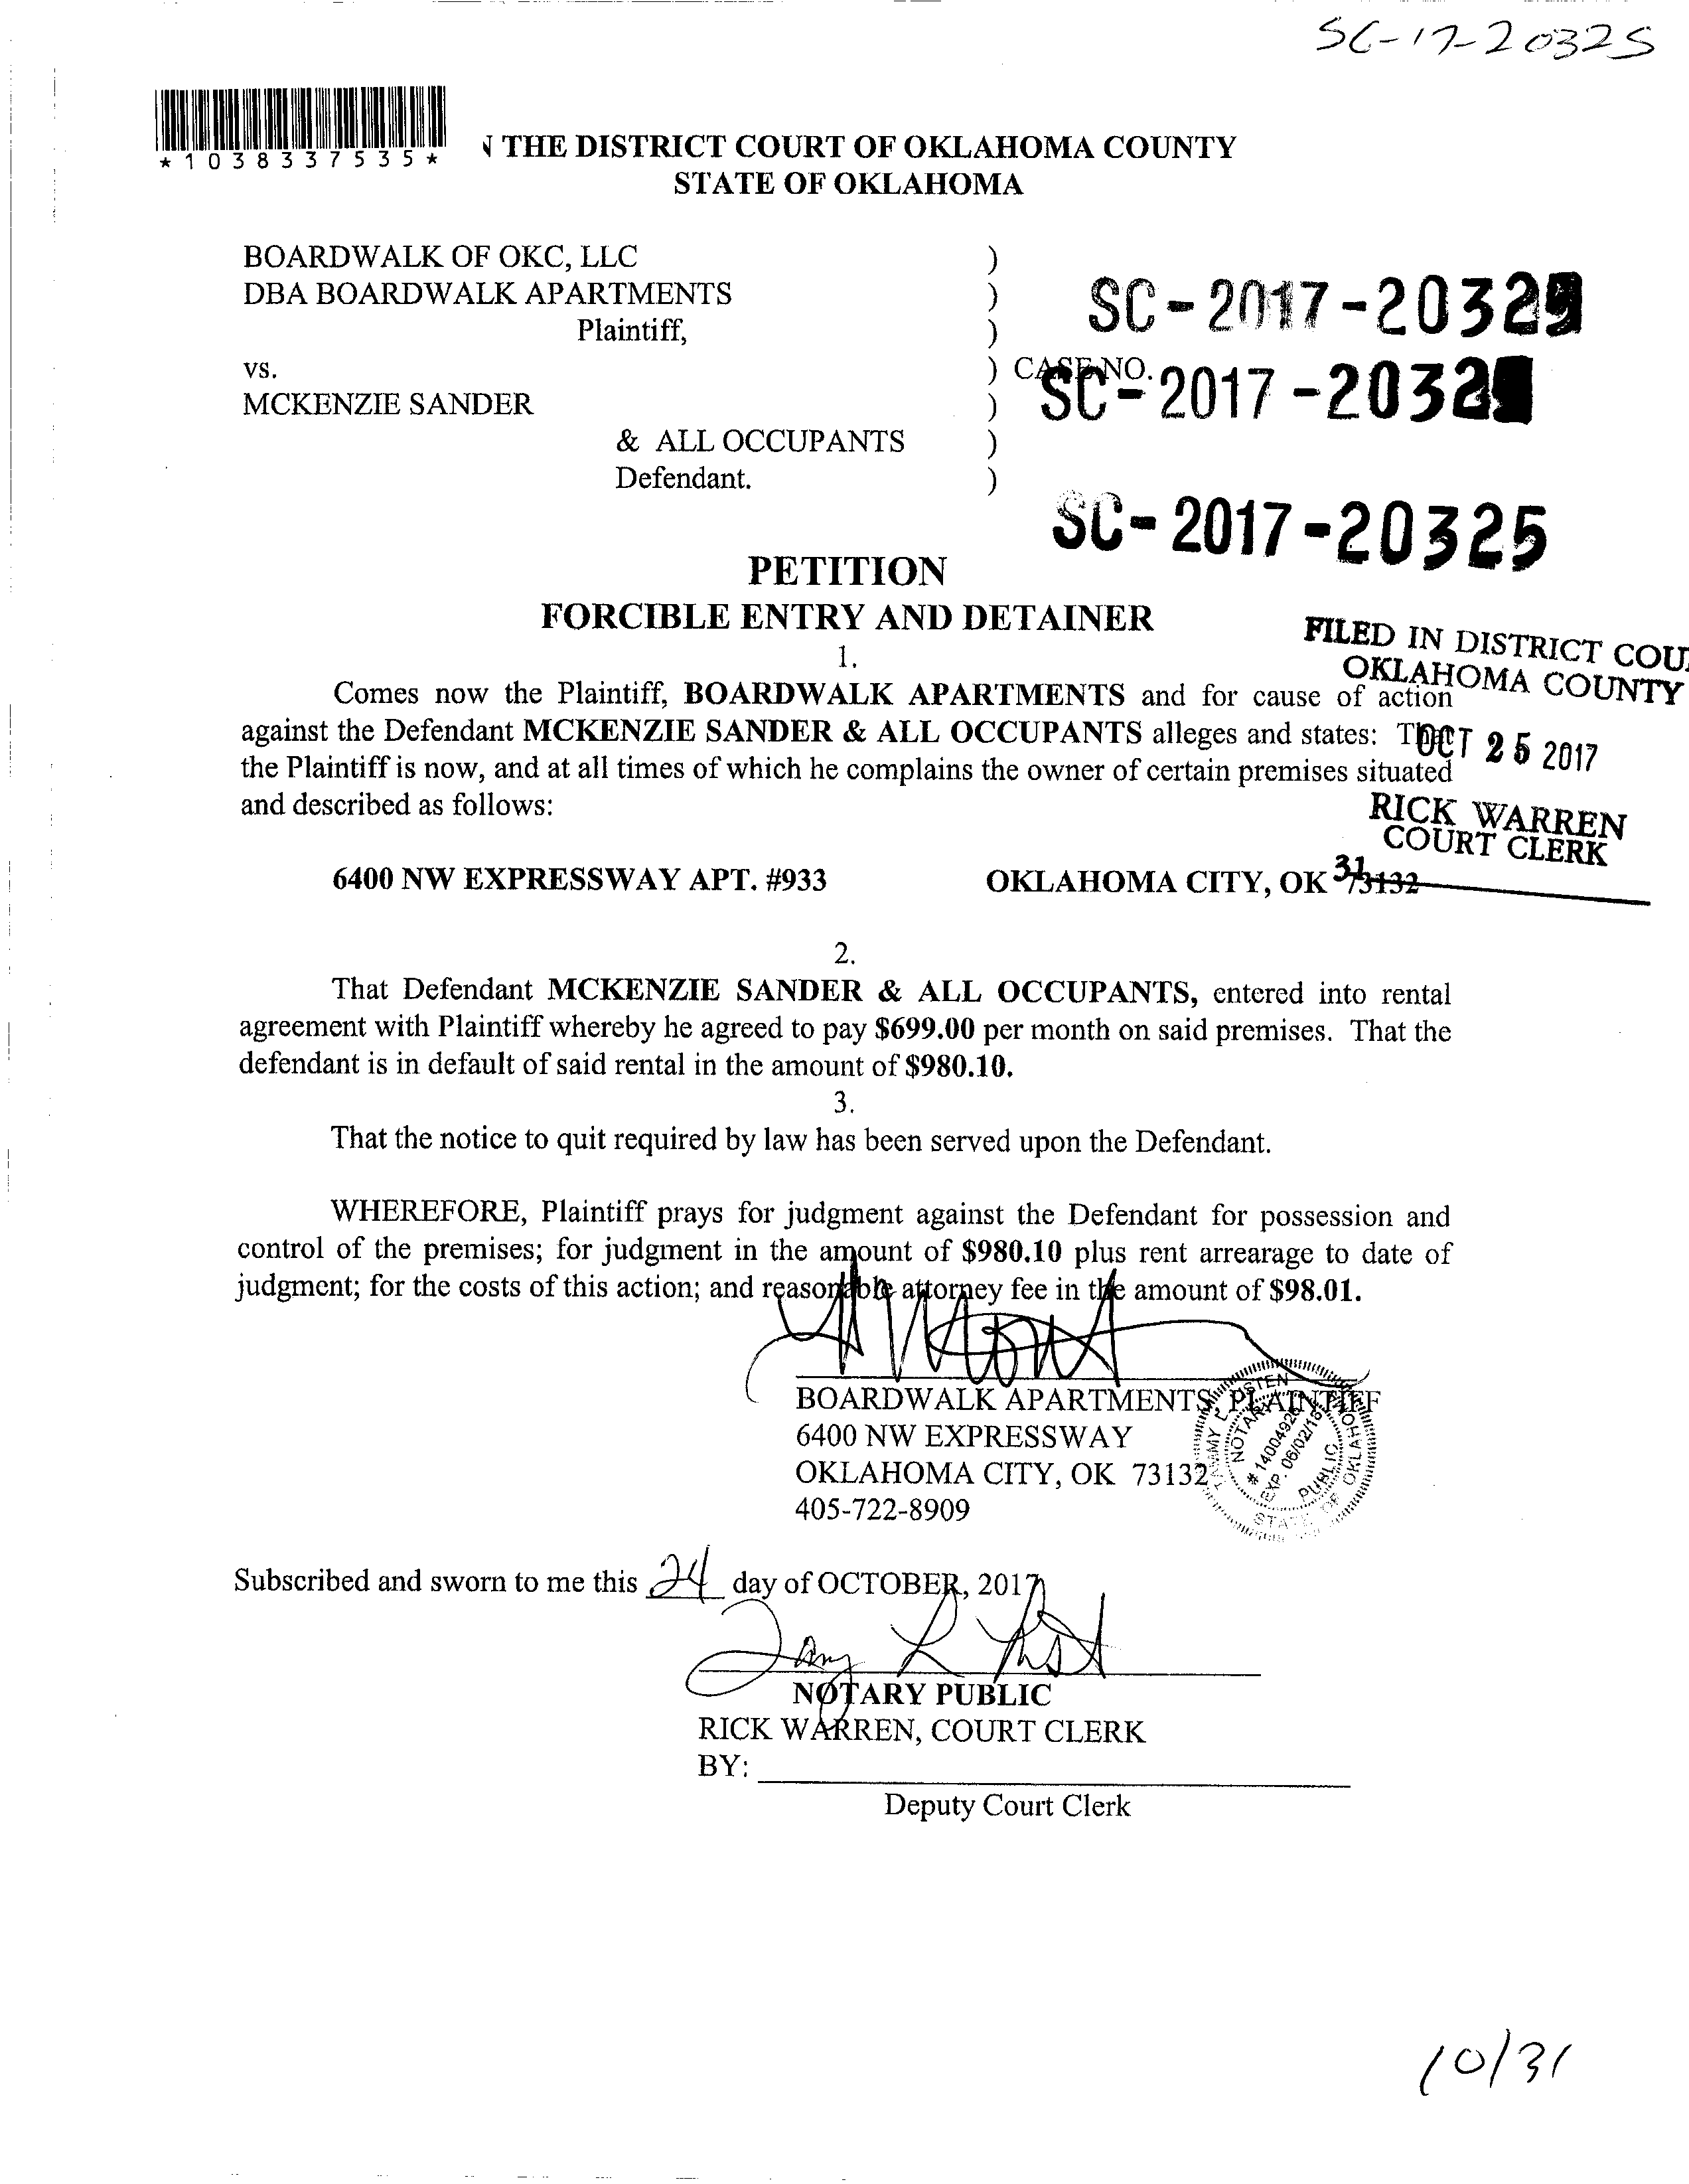 SC-17-20325
*1038337535*
THE DISTRICT COURT OF OKLAHOMA COUNTY
STATE OF OKLAHOMA
BOARDWALK OF OKC, LLC )
DBA BOARDWALK APARTMENTS )
Plaintiff, )
SC-2017-2032
vs. ) CASE NO.
SC-2017-2032
MCKENZIE SANDER )
& ALL OCCUPANTS )
Defendant. )
SC-2017-20325
PETITION
FORCIBLE ENTRY AND DETAINER
FILED IN DISTRICT COU
OKLAHOMA COUNTY
1.
Comes now the Plaintiff, BOARDWALK APARTMENTS and for cause of action
against the Defendant MCKENZIE SANDER & ALL OCCUPANTS alleges and states:
OCT 25 2017
the Plaintiff is now, and at all times of which he complains the owner of certain premises situated
and described as follows:
RICK WARREN
COURT CLERK
6400 NW EXPRESSWAY APT. #933 OKLAHOMA CITY, OK 73132
31
2.
That Defendant MCKENZIE SANDER & ALL OCCUPANTS, entered into rental
agreement with Plaintiff whereby he agreed to pay $699.00 per month on said premises. That the
defendant is in default of said rental in the amount of $980.10.
3.
That the notice to quit required by law has been served upon the Defendant.
WHEREFORE, Plaintiff prays for judgment against the Defendant for possession and
control of the premises; for judgment in the amount of $980.10 plus rent arrearage to date of
judgment; for the costs of this action; and reasonable attorney fee in the amount of $98.01.
BOARDWALK APARTMENTS, PLAINTIFF
6400 NW EXPRESSWAY
OKLAHOMA CITY, OK 73132
405-722-8909
TAMMY L
NOTARY
# 14004926
EXP. 06/02/18
PUBLIC
STATE OF OKLAHOMA
Subscribed and sworn to me this 24 day of OCTOBER, 2017
NOTARY PUBLIC
RICK WARREN, COURT CLERK
BY:
Deputy Court Clerk
10/31